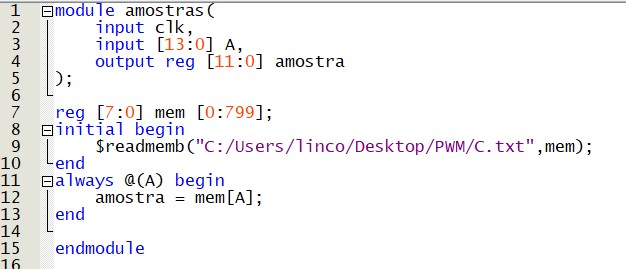 1 module amostras(
2     input clk,
3     input [13:0] A,
4     output reg [11:0] amostra
5 );
6
7 reg [7:0] mem [0:799];
8 initial begin
9     $readmemb("C:/Users/linco/Desktop/PWM/C.txt",mem);
10 end
11 always @(A) begin
12     amostra = mem[A];
13 end
14
15 endmodule
16